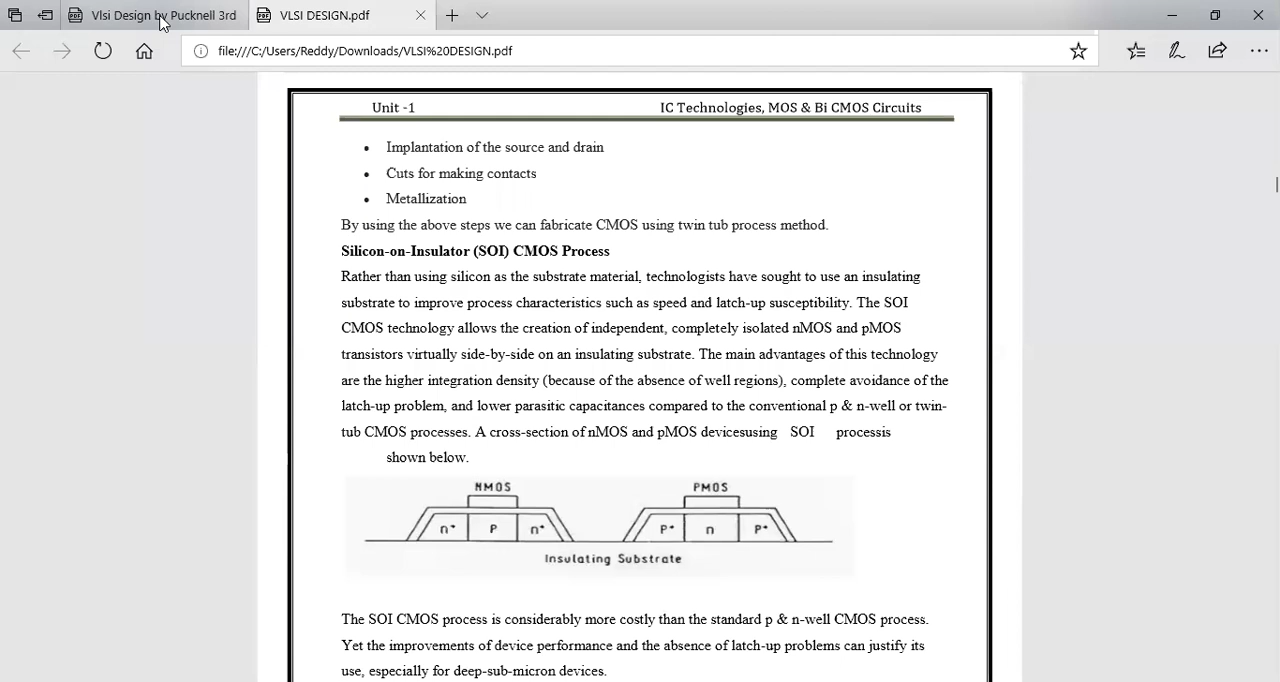 Vlsi Design by Pucknell 3rd
VLSI DESIGN.pdf
file:///C:/Users/Reddy/Downloads/VLSI%20DESIGN.pdf
Unit -1 IC Technologies, MOS & Bi CMOS Circuits
• Implantation of the source and drain
• Cuts for making contacts
• Metallization
By using the above steps we can fabricate CMOS using twin tub process method.
Silicon-on-Insulator (SOI) CMOS Process
Rather than using silicon as the substrate material, technologists have sought to use an insulating
substrate to improve process characteristics such as speed and latch-up susceptibility. The SOI
CMOS technology allows the creation of independent, completely isolated nMOS and pMOS
transistors virtually side-by-side on an insulating substrate. The main advantages of this technology
are the higher integration density (because of the absence of well regions), complete avoidance of the
latch-up problem, and lower parasitic capacitances compared to the conventional p & n-well or twin-
tub CMOS processes. A cross-section of nMOS and pMOS devicesusing SOI processis
shown below.
NMOS PMOS
n+ P n+ P+ n P+
Insulating Substrate
The SOI CMOS process is considerably more costly than the standard p & n-well CMOS process.
Yet the improvements of device performance and the absence of latch-up problems can justify its
use, especially for deep-sub-micron devices.